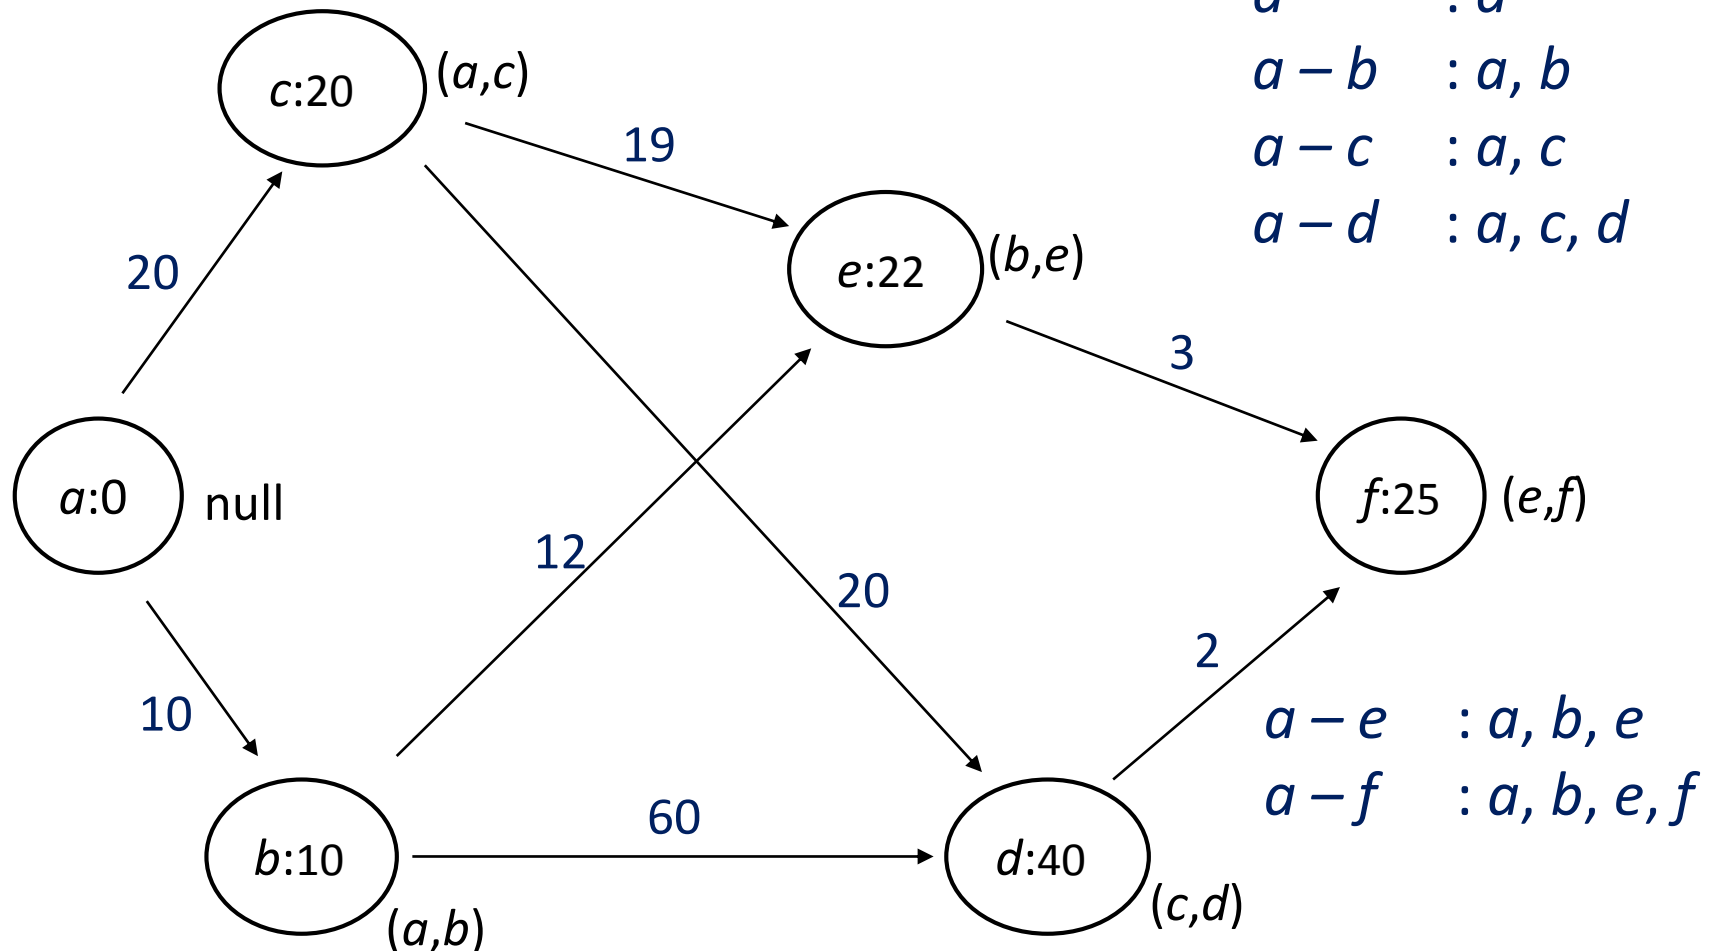 a : a
a – b : a, b
a – c : a, c
a – d : a, c, d
c:20
(a,c)
19
20
e:22
(b,e)
3
a:0
null
f:25
(e,f)
12
20
2
10
a – e : a, b, e
a – f : a, b, e, f
60
b:10
(a,b)
d:40
(c,d)